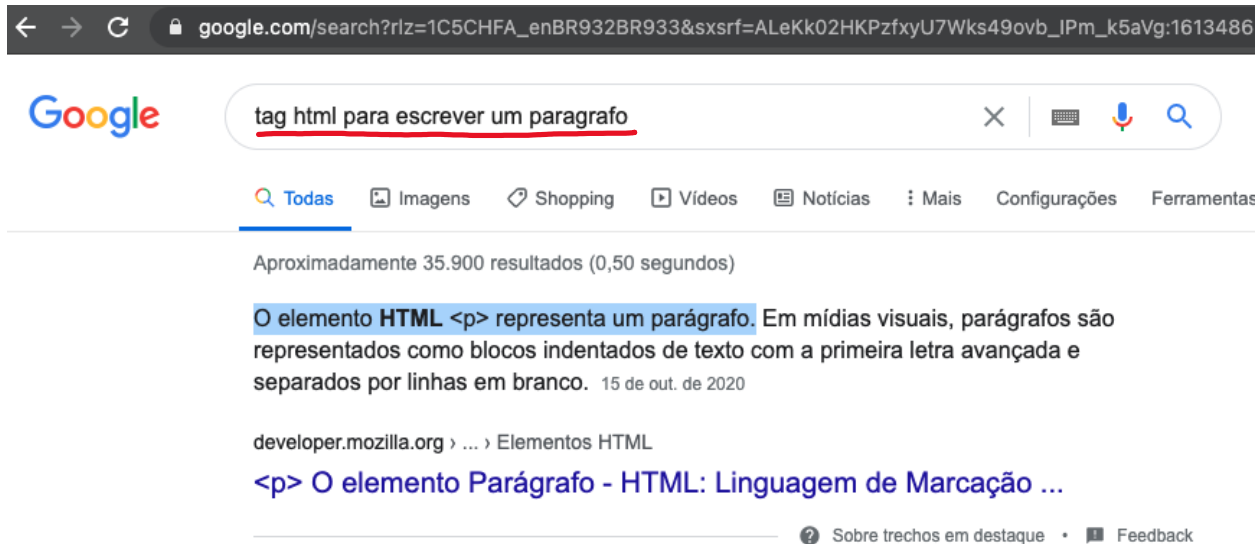 google.com/search?rlz=1C5CHFA_enBR932BR933&sxsrf=ALeKk02HKPzfxyU7Wks49ovb_IPm_k5aVg:1613486
Google
tag html para escrever um paragrafo
Todas Imagens Shopping Vídeos Notícias Mais Configurações Ferramentas
Aproximadamente 35.900 resultados (0,50 segundos)
O elemento HTML <p> representa um parágrafo. Em mídias visuais, parágrafos são
representados como blocos indentados de texto com a primeira letra avançada e
separados por linhas em branco. 15 de out. de 2020
developer.mozilla.org › ... › Elementos HTML
<p> O elemento Parágrafo - HTML: Linguagem de Marcação ...
Sobre trechos em destaque • Feedback